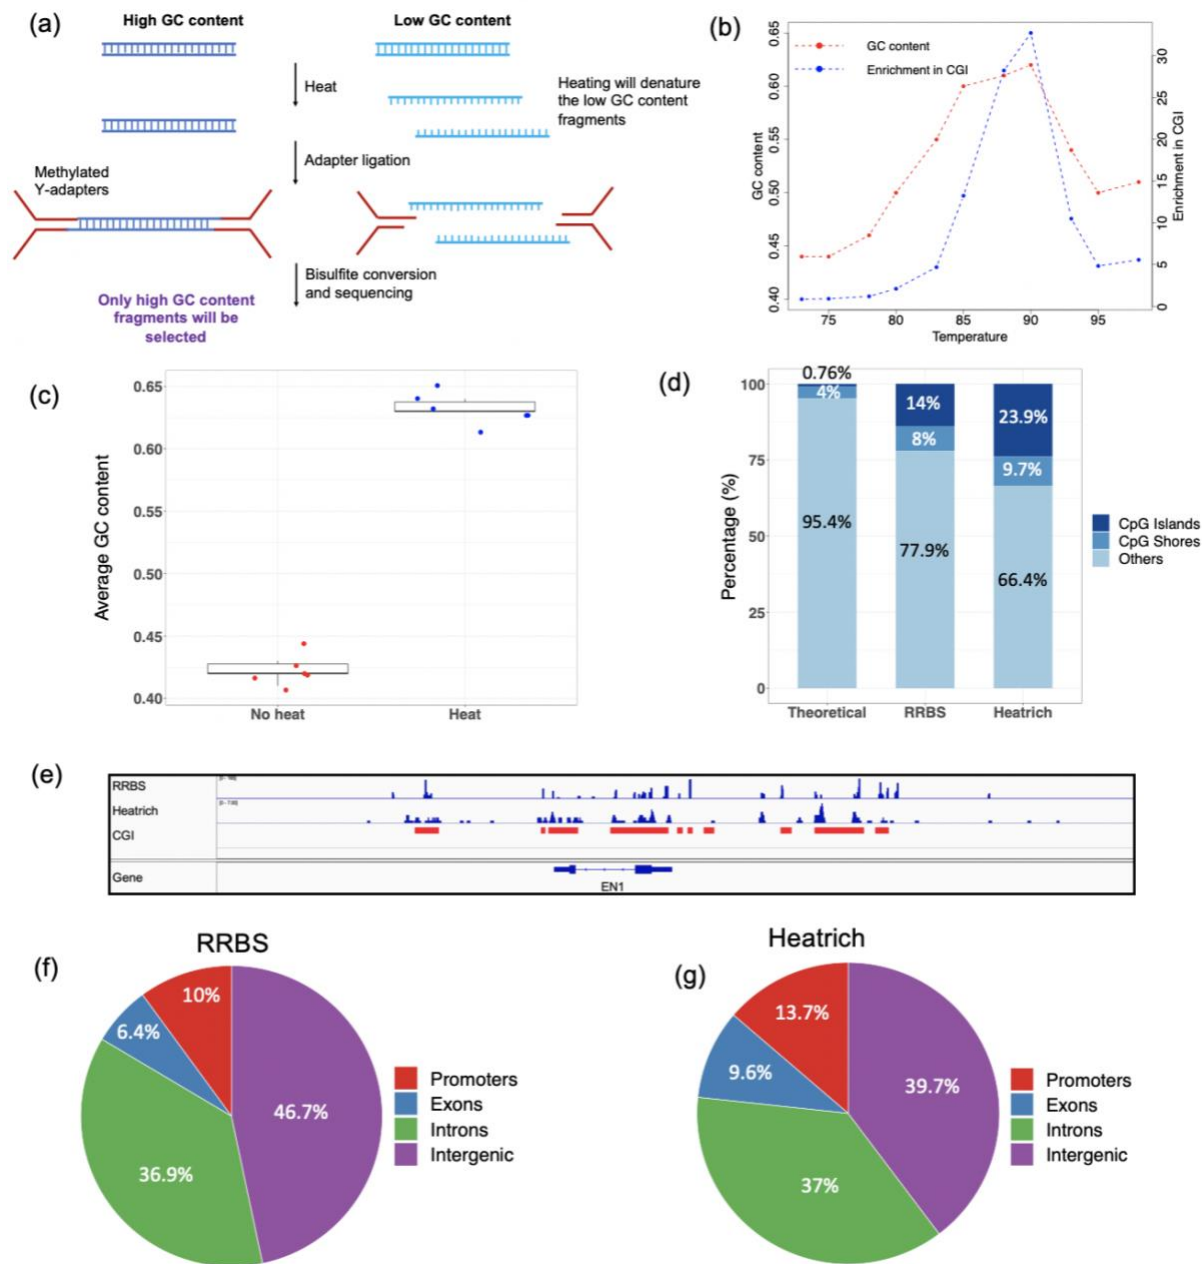 (a)
High GC content
Low GC content
Heat
Heating will denature
the low GC content
fragments
Adapter ligation
Methylated
Y-adapters
Bisulfite conversion
and sequencing
Only high GC content
fragments will be
selected
(b)
GC content
Enrichment in CGI
0.65
0.60
0.55
0.50
0.45
0.40
GC content
30
25
20
15
10
5
0
Enrichment in CGI
75 80 85 90 95
Temperature
(c)
0.65
0.60
0.55
0.50
0.45
0.40
Average GC content
No heat Heat
(d)
100
75
50
25
0
Percentage (%)
0.76%
4%
95.4%
14%
8%
77.9%
23.9%
9.7%
66.4%
Theoretical RRBS Heatrich
CpG Islands
CpG Shores
Others
(e)
RRBS
Heatrich
CGI
Gene
EN1
RRBS
(f)
10%
6.4%
46.7%
36.9%
Promoters
Exons
Introns
Intergenic
Heatrich
(g)
13.7%
9.6%
39.7%
37%
Promoters
Exons
Introns
Intergenic